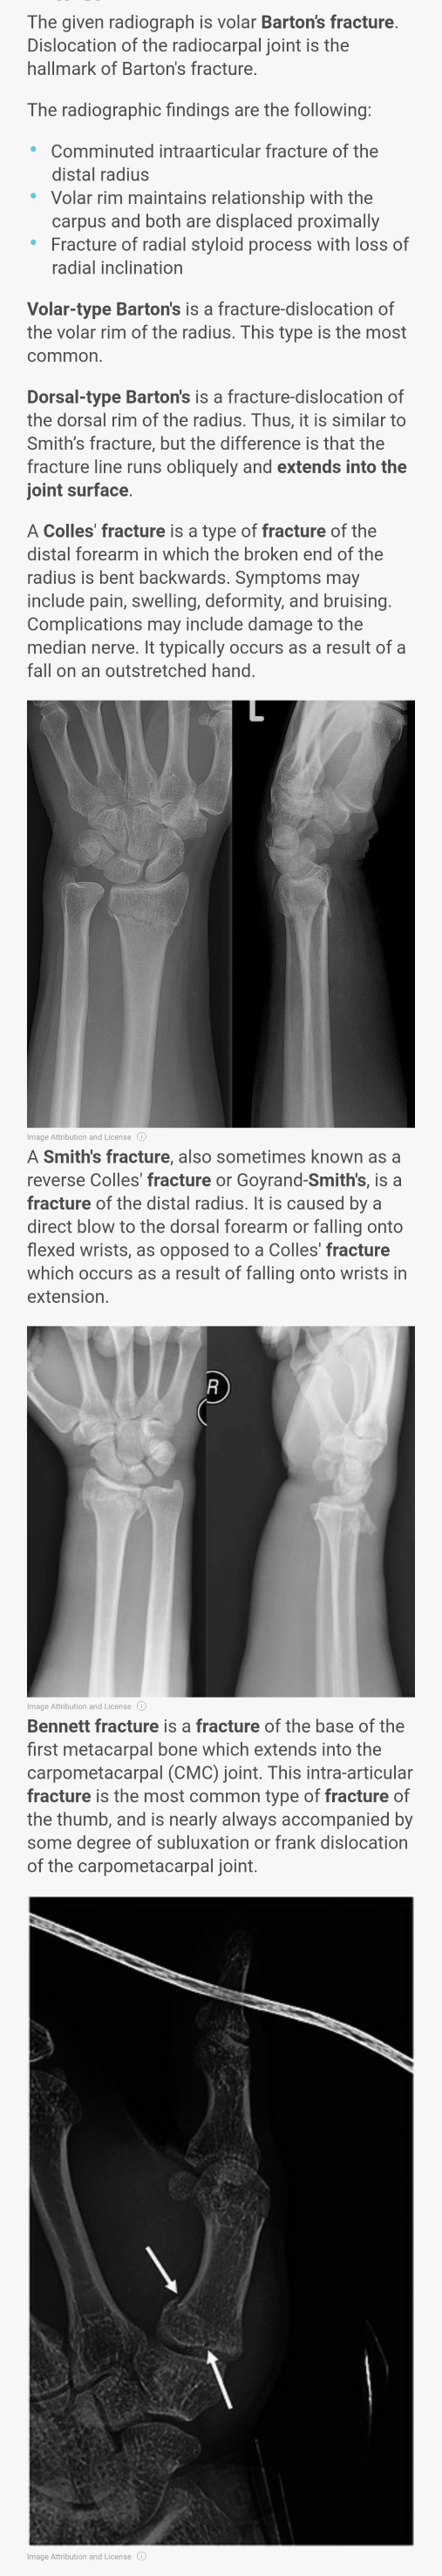 The given radiograph is volar Barton's fracture.
Dislocation of the radiocarpal joint is the
hallmark of Barton's fracture.
The radiographic findings are the following:
• Comminuted intraarticular fracture of the
distal radius
• Volar rim maintains relationship with the
carpus and both are displaced proximally
• Fracture of radial styloid process with loss of
radial inclination
Volar-type Barton's is a fracture-dislocation of
the volar rim of the radius. This type is the most
common.
Dorsal-type Barton's is a fracture-dislocation of
the dorsal rim of the radius. Thus, it is similar to
Smith’s fracture, but the difference is that the
fracture line runs obliquely and extends into the
joint surface.
A Colles' fracture is a type of fracture of the
distal forearm in which the broken end of the
radius is bent backwards. Symptoms may
include pain, swelling, deformity, and bruising.
Complications may include damage to the
median nerve. It typically occurs as a result of a
fall on an outstretched hand.
L
Image Attribution and License ⓘ
A Smith's fracture, also sometimes known as a
reverse Colles' fracture or Goyrand-Smith's, is a
fracture of the distal radius. It is caused by a
direct blow to the dorsal forearm or falling onto
flexed wrists, as opposed to a Colles' fracture
which occurs as a result of falling onto wrists in
extension.
R
Image Attribution and License ⓘ
Bennett fracture is a fracture of the base of the
first metacarpal bone which extends into the
carpometacarpal (CMC) joint. This intra-articular
fracture is the most common type of fracture of
the thumb, and is nearly always accompanied by
some degree of subluxation or frank dislocation
of the carpometacarpal joint.
Image Attribution and License ⓘ